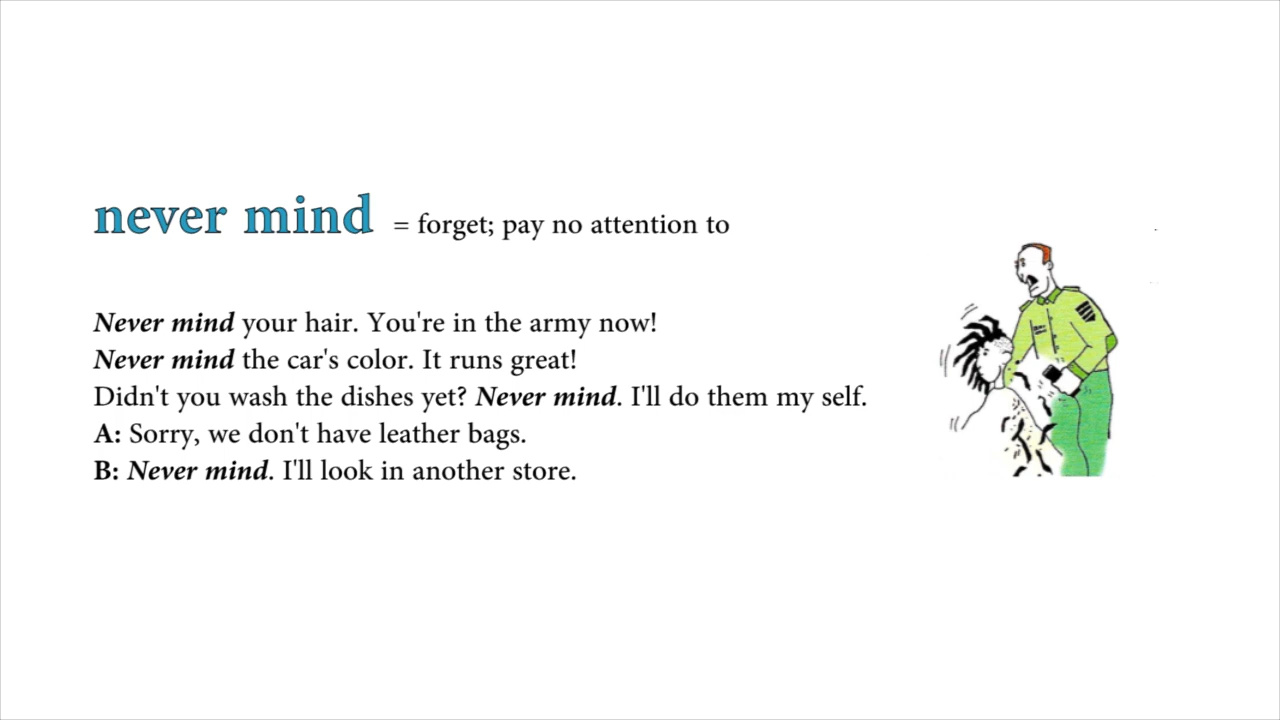 never mind = forget; pay no attention to
Never mind your hair. You're in the army now!
Never mind the car's color. It runs great!
Didn't you wash the dishes yet? Never mind. I'll do them my self.
A: Sorry, we don't have leather bags.
B: Never mind. I'll look in another store.